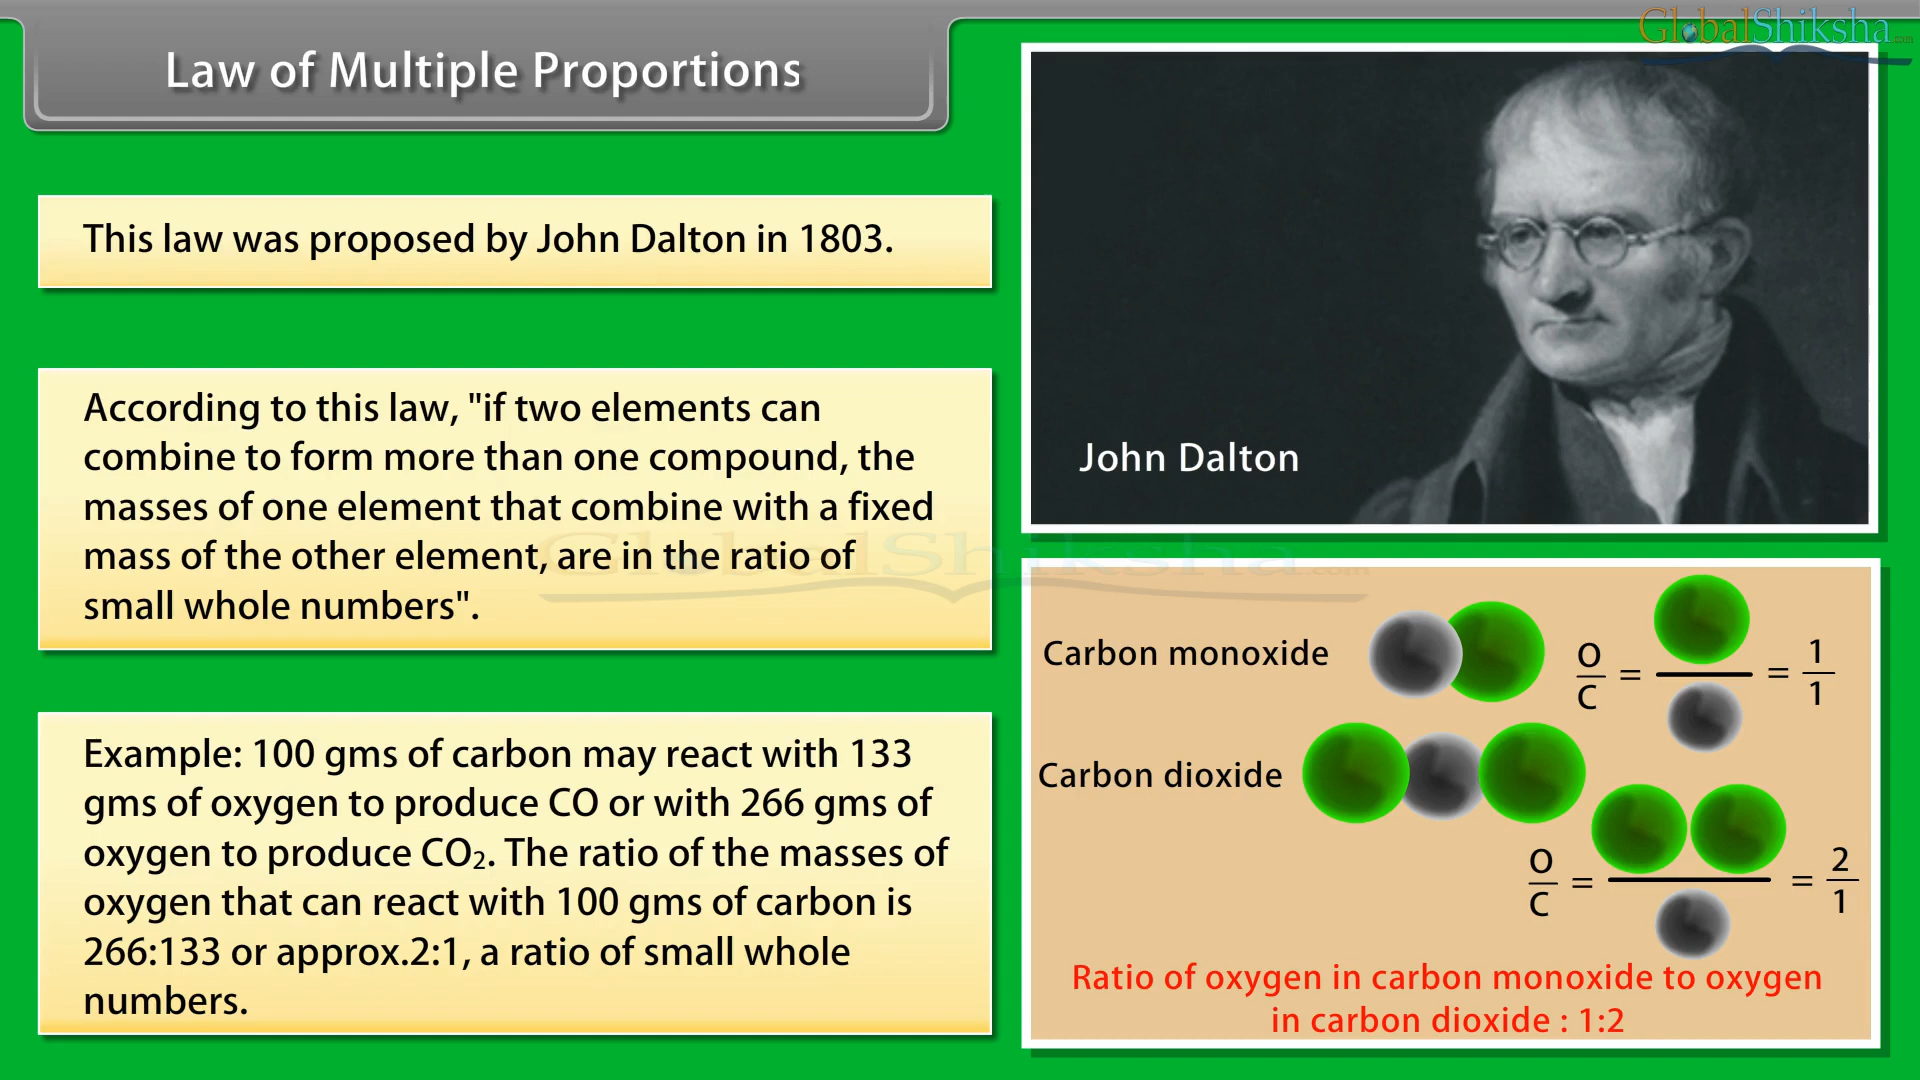 GlobalShiksha.com
Law of Multiple Proportions
This law was proposed by John Dalton in 1803.
According to this law, "if two elements can
combine to form more than one compound, the
masses of one element that combine with a fixed
mass of the other element, are in the ratio of
small whole numbers".
Example: 100 gms of carbon may react with 133
gms of oxygen to produce CO or with 266 gms of
oxygen to produce CO₂. The ratio of the masses of
oxygen that can react with 100 gms of carbon is
266:133 or approx.2:1, a ratio of small whole
numbers.
John Dalton
GlobalShiksha.com
Carbon monoxide
O/C = = 1/1
Carbon dioxide
O/C = = 2/1
Ratio of oxygen in carbon monoxide to oxygen
in carbon dioxide : 1:2